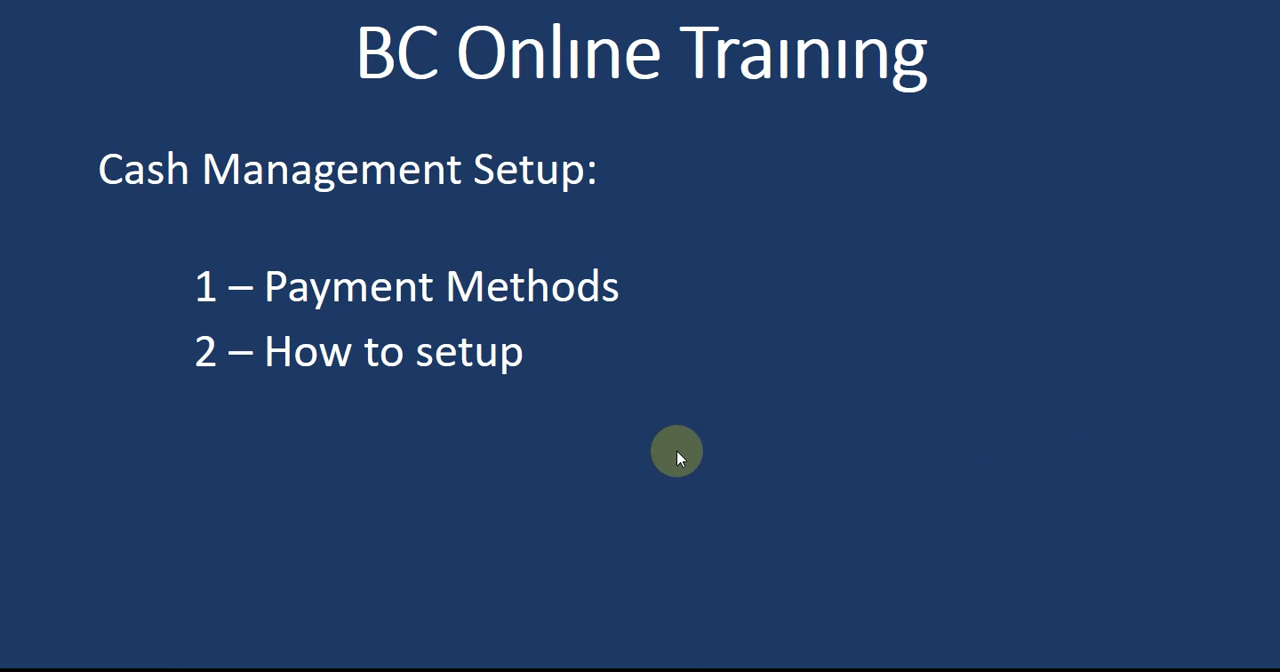 BC Online Training
Cash Management Setup:
1 – Payment Methods
2 – How to setup